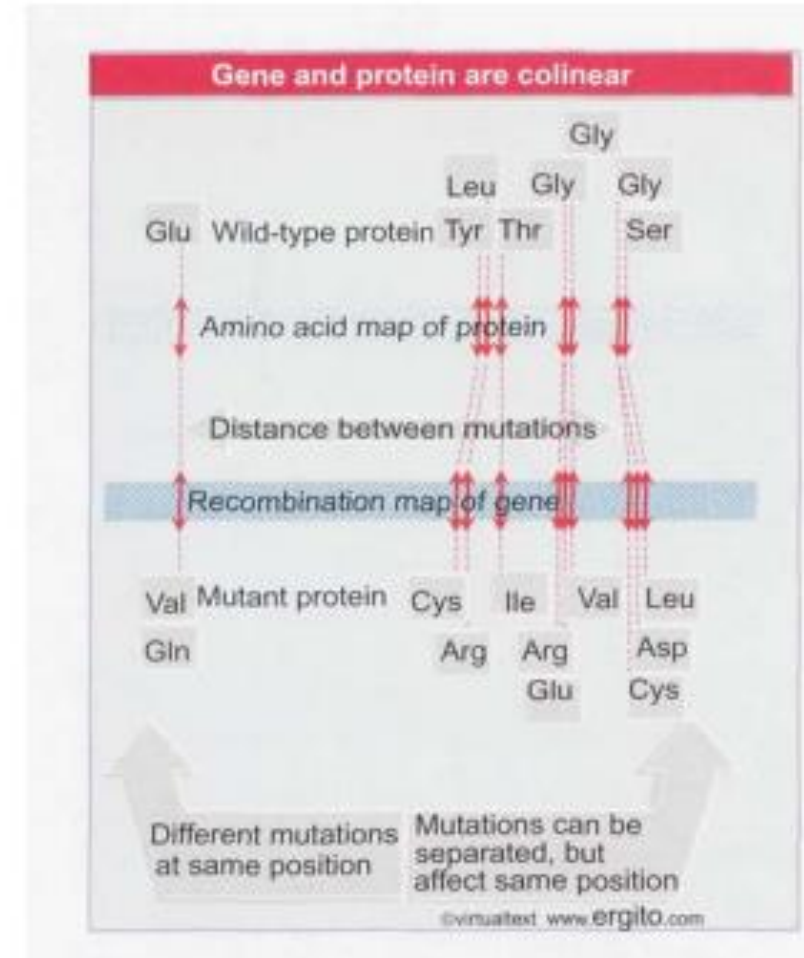 Gene and protein are colinear
Gly
Leu Gly Gly
Glu Wild-type protein Tyr Thr Ser
Amino acid map of protein
Distance between mutations
Recombination map of gene
Val Mutant protein Cys Ile Val Leu
Gln Arg Arg Asp
Glu Cys
Different mutations
at same position
Mutations can be
separated, but
affect same position
©virtualtext www.ergito.com